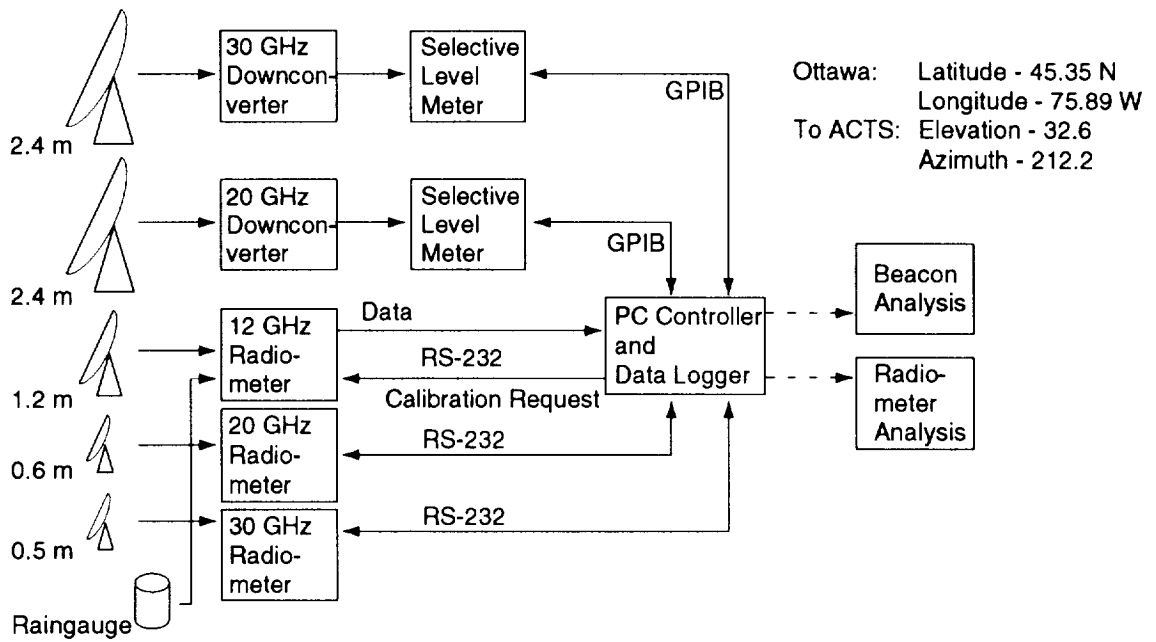 30 GHz
Downcon-
verter
Selective
Level
Meter
GPIB
Ottawa: Latitude - 45.35 N
Longitude - 75.89 W
To ACTS: Elevation - 32.6
Azimuth - 212.2
2.4 m
20 GHz
Downcon-
verter
Selective
Level
Meter
GPIB
2.4 m
Beacon
Analysis
12 GHz
Radio-
meter
Data
RS-232
Calibration Request
PC Controller
and
Data Logger
1.2 m
Radio-
meter
Analysis
20 GHz
Radio-
meter
RS-232
0.6 m
30 GHz
Radio-
meter
RS-232
0.5 m
Raingauge